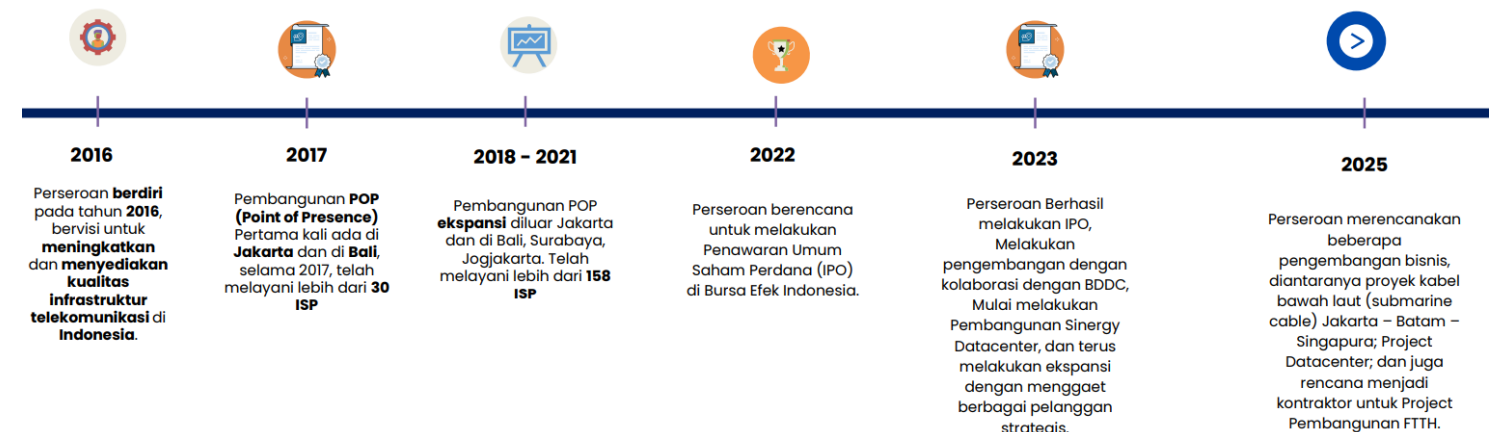 2016
Perseroan berdiri
pada tahun 2016,
bervisi untuk
meningkatkan
dan menyediakan
kualitas
infrastruktur
telekomunikasi di
Indonesia.
2017
Pembangunan POP
(Point of Presence)
Pertama kali ada di
Jakarta dan di Bali,
selama 2017, telah
melayani lebih dari 30
ISP
2018 - 2021
Pembangunan POP
ekspansi diluar Jakarta
dan di Bali, Surabaya,
Jogjakarta. Telah
melayani lebih dari 158
ISP
2022
Perseroan berencana
untuk melakukan
Penawaran Umum
Saham Perdana (IPO)
di Bursa Efek Indonesia.
2023
Perseroan Berhasil
melakukan IPO,
Melakukan
pengembangan dengan
kolaborasi dengan BDDC,
Mulai melakukan
Pembangunan Sinergy
Datacenter, dan terus
melakukan ekspansi
dengan menggaet
berbagai pelanggan
strategis.
2025
Perseroan merencanakan
beberapa
pengembangan bisnis,
diantaranya proyek kabel
bawah laut (submarine
cable) Jakarta – Batam –
Singapura; Project
Datacenter; dan juga
rencana menjadi
kontraktor untuk Project
Pembangunan FTTH.